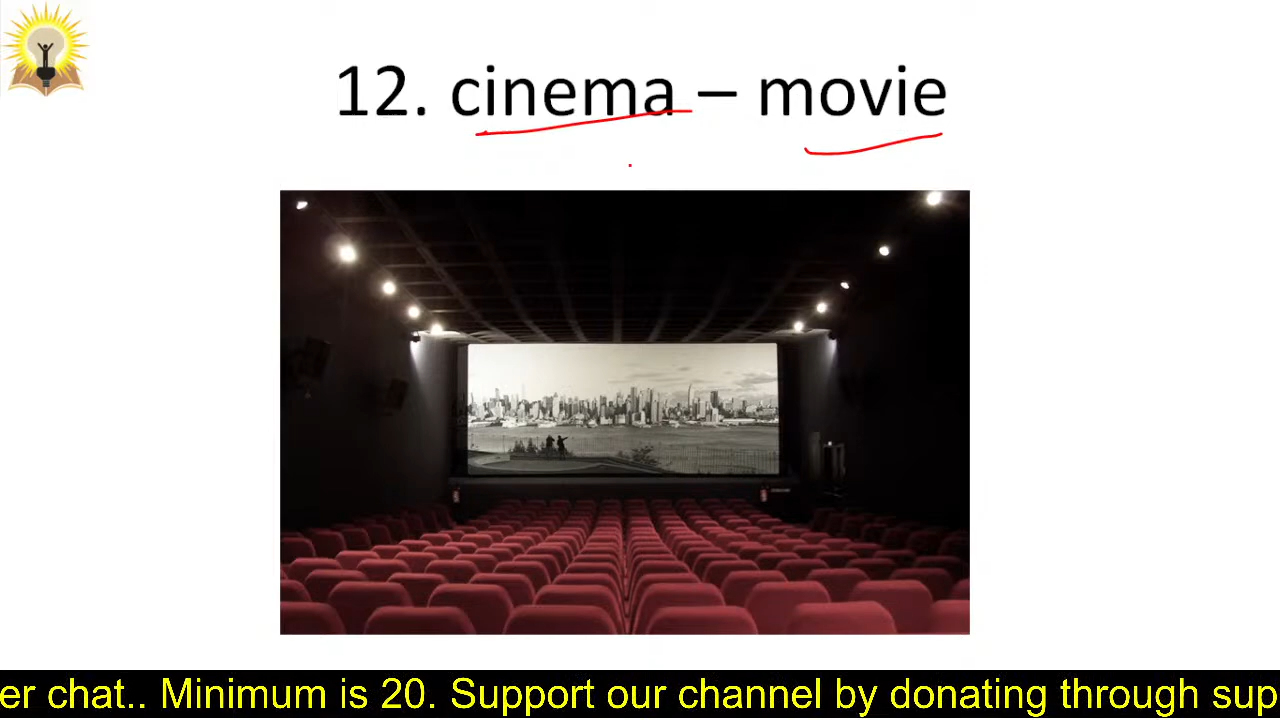 12. cinema – movie
er chat.. Minimum is 20. Support our channel by donating through sup